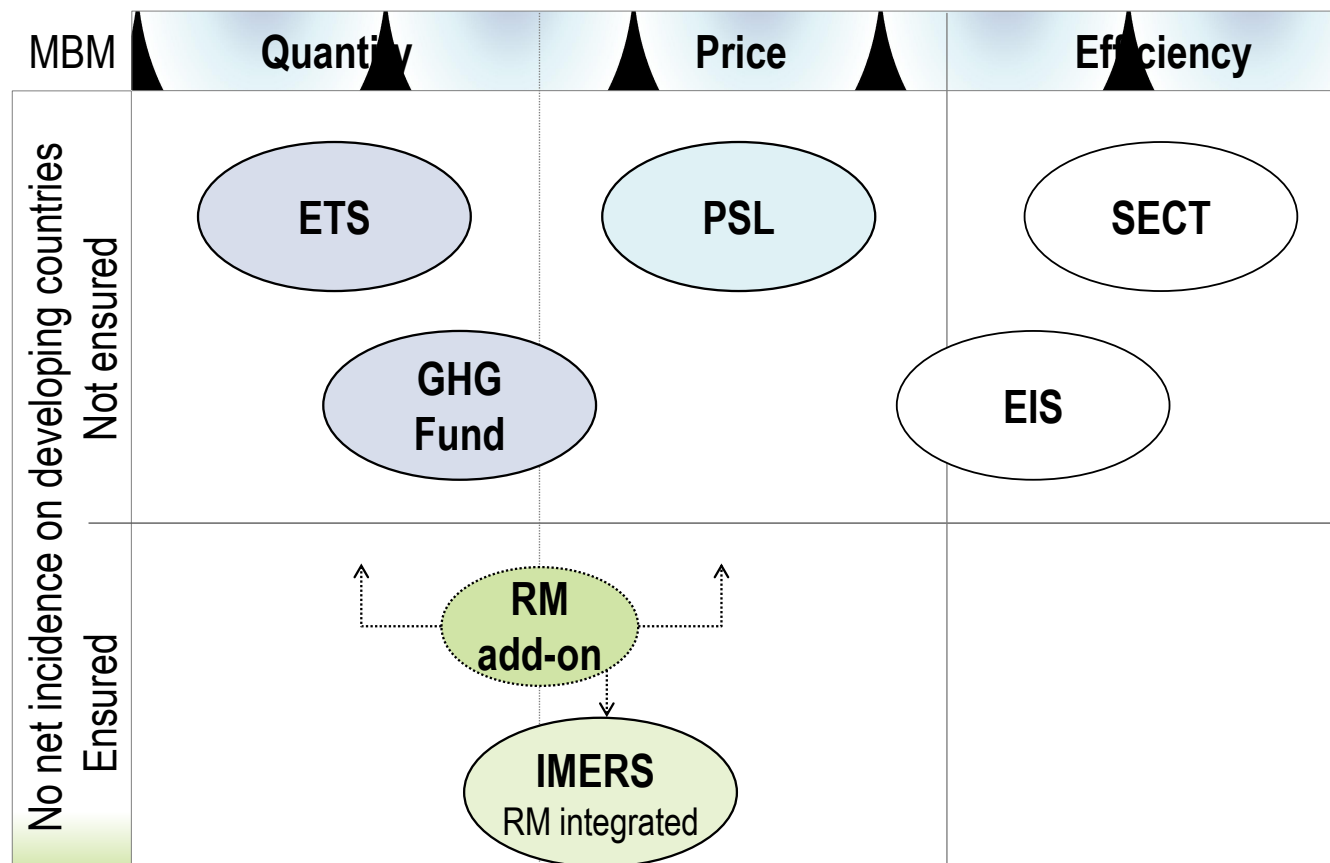 MBM
Quantity
Price
Efficiency
No net incidence on developing countries
Not ensured
Ensured
ETS
PSL
SECT
GHG
Fund
EIS
RM
add-on
IMERS
RM integrated